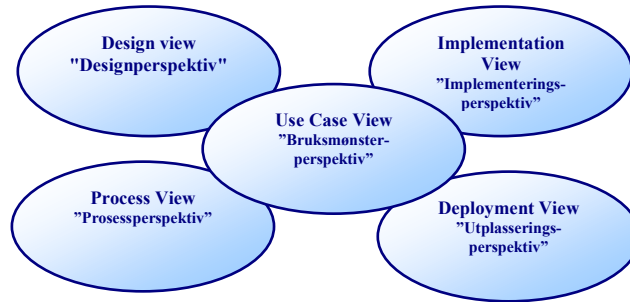 Design view
"Designperspektiv"
Implementation
View
”Implementerings-
perspektiv”
Use Case View
”Bruksmønster-
perspektiv”
Process View
”Prosessperspektiv”
Deployment View
”Utplasserings-
perspektiv”